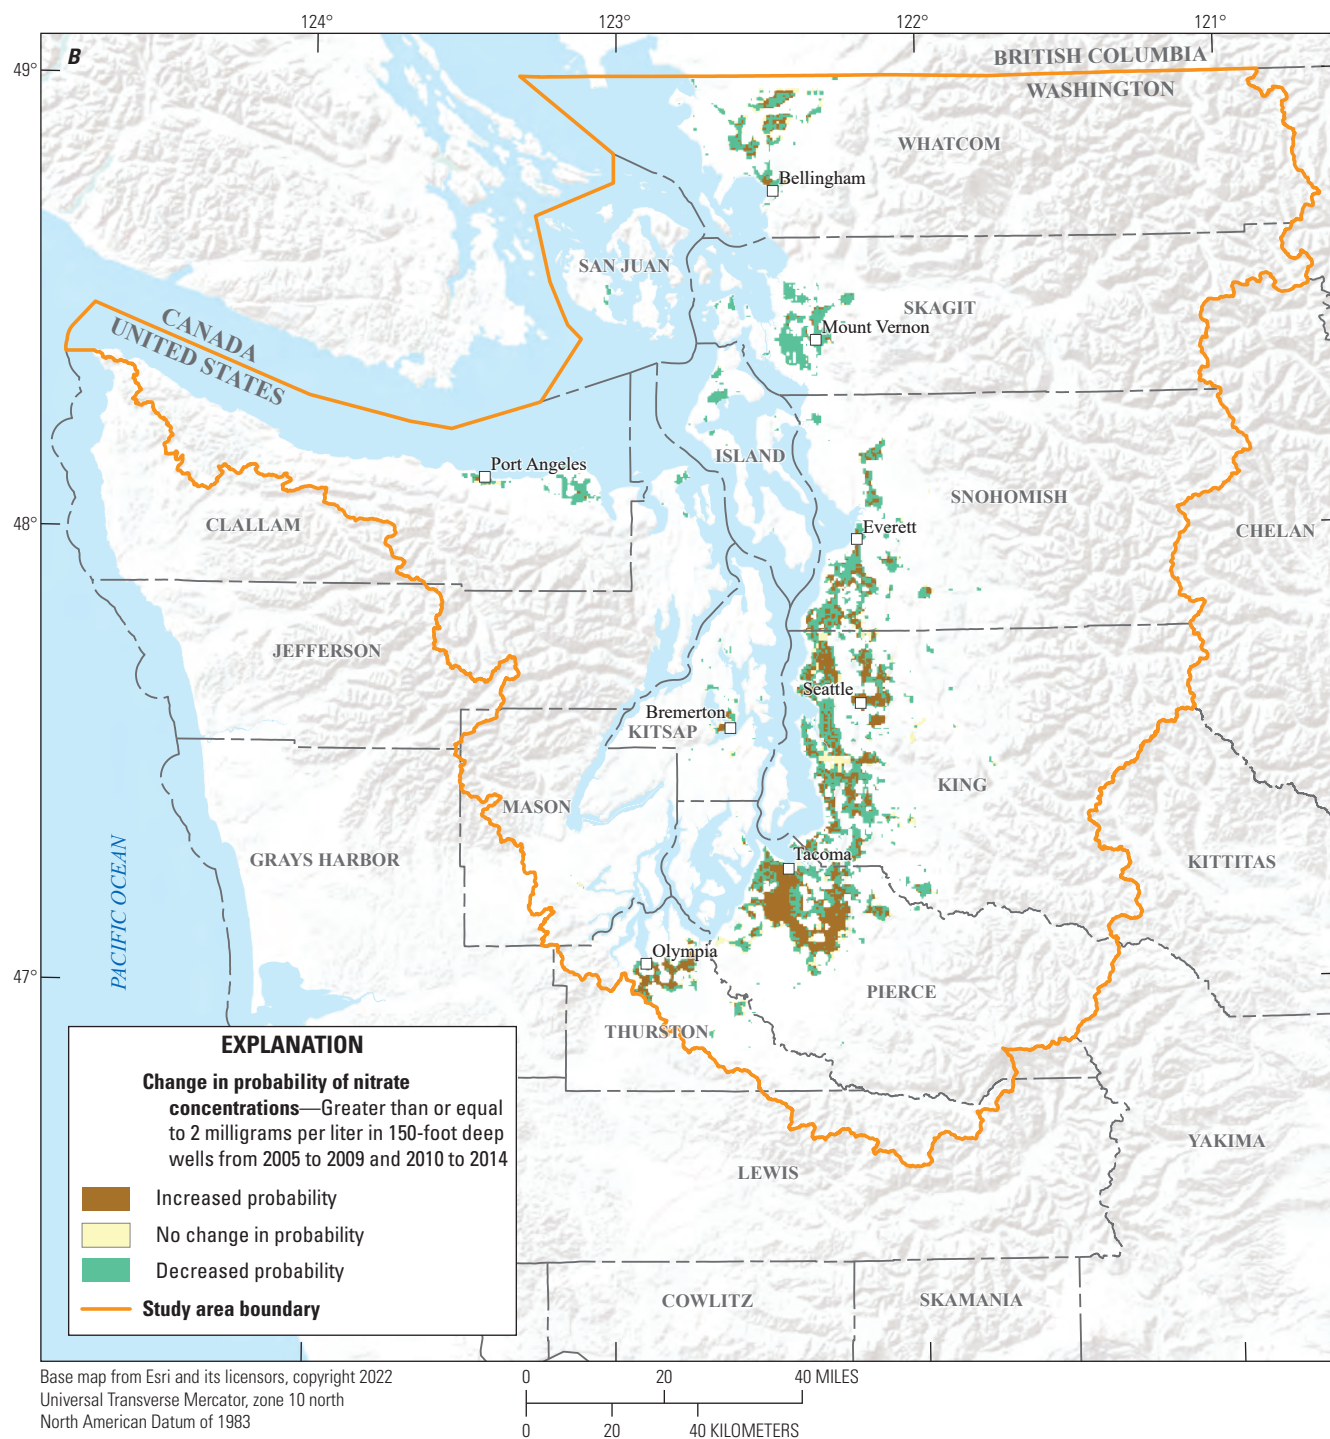 124°
123°
122°
121°
B
49°
48°
47°
BRITISH COLUMBIA
WASHINGTON
WHATCOM
Bellingham
SAN JUAN
SKAGIT
Mount Vernon
CANADA
UNITED STATES
ISLAND
Port Angeles
SNOHOMISH
CLALLAM
Everett
CHELAN
JEFFERSON
Seattle
Bremerton
KITSAP
KING
MASON
GRAYS HARBOR
Tacoma
KITTITAS
PACIFIC OCEAN
Olympia
PIERCE
THURSTON
YAKIMA
LEWIS
COWLITZ
SKAMANIA
EXPLANATION
Change in probability of nitrate
concentrations—Greater than or equal
to 2 milligrams per liter in 150-foot deep
wells from 2005 to 2009 and 2010 to 2014
Increased probability
No change in probability
Decreased probability
Study area boundary
Base map from Esri and its licensors, copyright 2022
Universal Transverse Mercator, zone 10 north
North American Datum of 1983
0 20 40 MILES
0 20 40 KILOMETERS